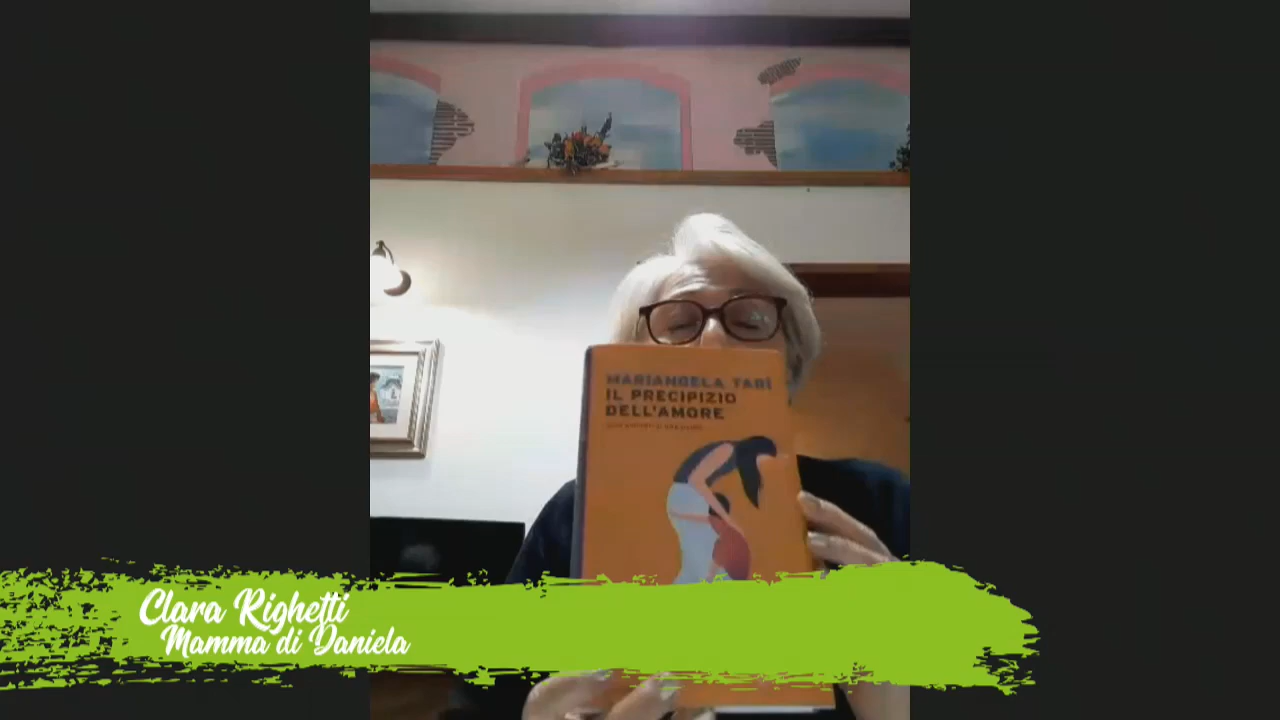 MARIANGELA TARÌ
IL PRECIPIZIO
DELL'AMORE
Clara Righetti
Mamma di Daniela